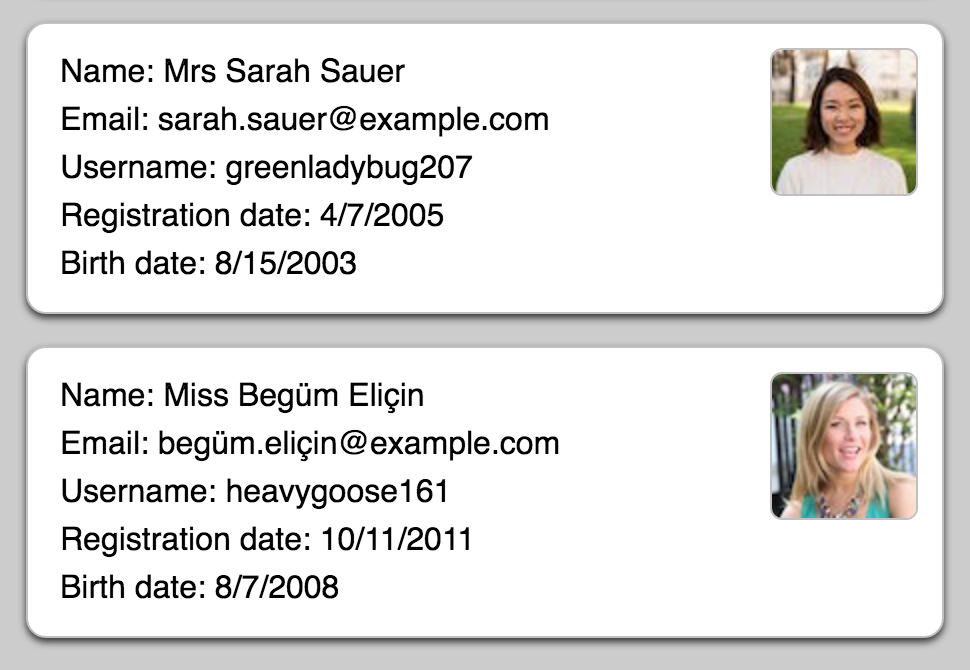 Name: Mrs Sarah Sauer
Email: sarah.sauer@example.com
Username: greenladybug207
Registration date: 4/7/2005
Birth date: 8/15/2003
Name: Miss Begüm Eliçin
Email: begüm.eliçin@example.com
Username: heavygoose161
Registration date: 10/11/2011
Birth date: 8/7/2008